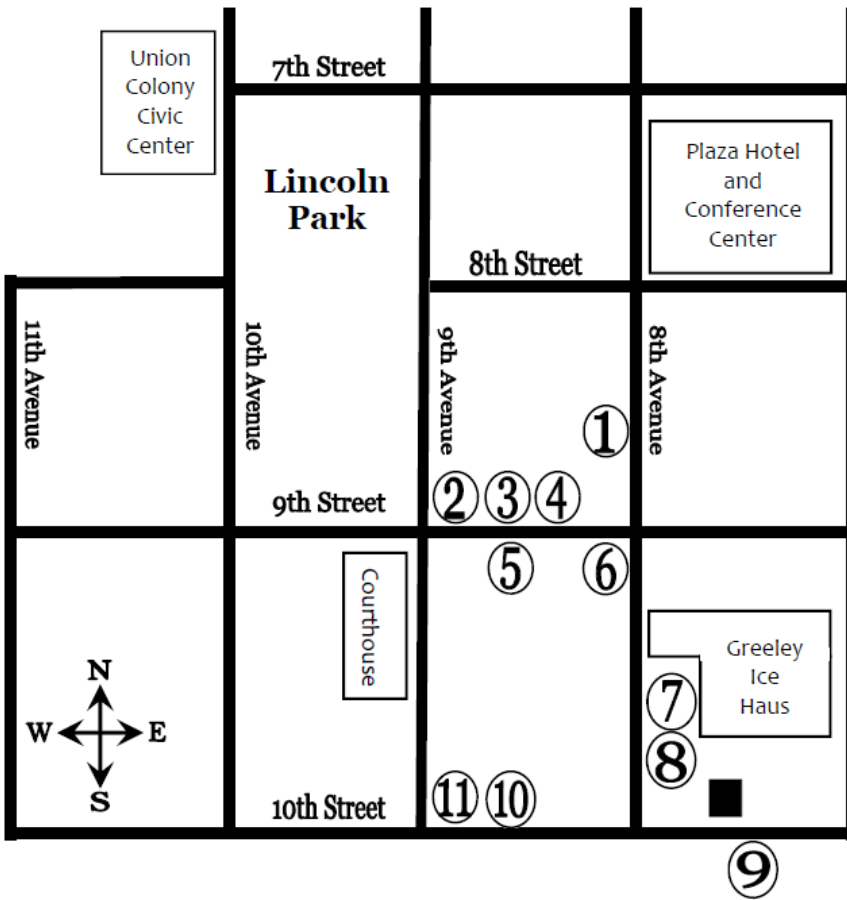 Union
Colony
Civic
Center
7th Street
Lincoln
Park
Plaza Hotel
and
Conference
Center
8th Street
11th Avenue
10th Avenue
9th Avenue
8th Avenue
1
2 3 4
9th Street
5 6
Courthouse
Greeley
Ice
Haus
N
W E
S
7
8
11 10
10th Street
9